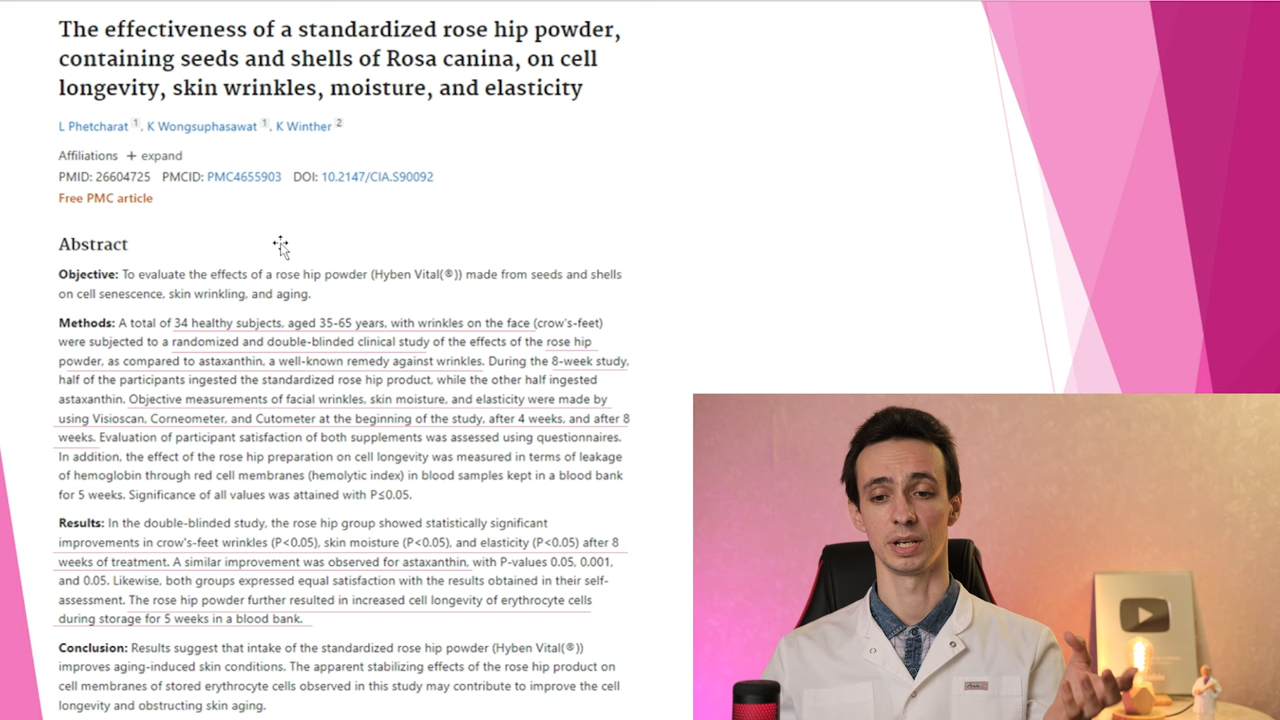 The effectiveness of a standardized rose hip powder,
containing seeds and shells of Rosa canina, on cell
longevity, skin wrinkles, moisture, and elasticity
L Phetcharat 1, K Wongsuphasawat 1, K Winther 2
Affiliations + expand
PMID: 26604725 PMCID: PMC4655903 DOI: 10.2147/CIA.S90092
Free PMC article
Abstract
Objective: To evaluate the effects of a rose hip powder (Hyben Vital(®)) made from seeds and shells
on cell senescence, skin wrinkling, and aging.
Methods: A total of 34 healthy subjects, aged 35-65 years, with wrinkles on the face (crow's-feet)
were subjected to a randomized and double-blinded clinical study of the effects of the rose hip
powder, as compared to astaxanthin, a well-known remedy against wrinkles. During the 8-week study,
half of the participants ingested the standardized rose hip product, while the other half ingested
astaxanthin. Objective measurements of facial wrinkles, skin moisture, and elasticity were made by
using Visioscan, Corneometer, and Cutometer at the beginning of the study, after 4 weeks, and after 8
weeks. Evaluation of participant satisfaction of both supplements was assessed using questionnaires.
In addition, the effect of the rose hip preparation on cell longevity was measured in terms of leakage
of hemoglobin through red cell membranes (hemolytic index) in blood samples kept in a blood bank
for 5 weeks. Significance of all values was attained with P≤0.05.
Results: In the double-blinded study, the rose hip group showed statistically significant
improvements in crow's-feet wrinkles (P<0.05), skin moisture (P<0.05), and elasticity (P<0.05) after 8
weeks of treatment. A similar improvement was observed for astaxanthin, with P-values 0.05, 0.001,
and 0.05. Likewise, both groups expressed equal satisfaction with the results obtained in their self-
assessment. The rose hip powder further resulted in increased cell longevity of erythrocyte cells
during storage for 5 weeks in a blood bank.
Conclusion: Results suggest that intake of the standardized rose hip powder (Hyben Vital(®))
improves aging-induced skin conditions. The apparent stabilizing effects of the rose hip product on
cell membranes of stored erythrocyte cells observed in this study may contribute to improve the cell
longevity and obstructing skin aging.